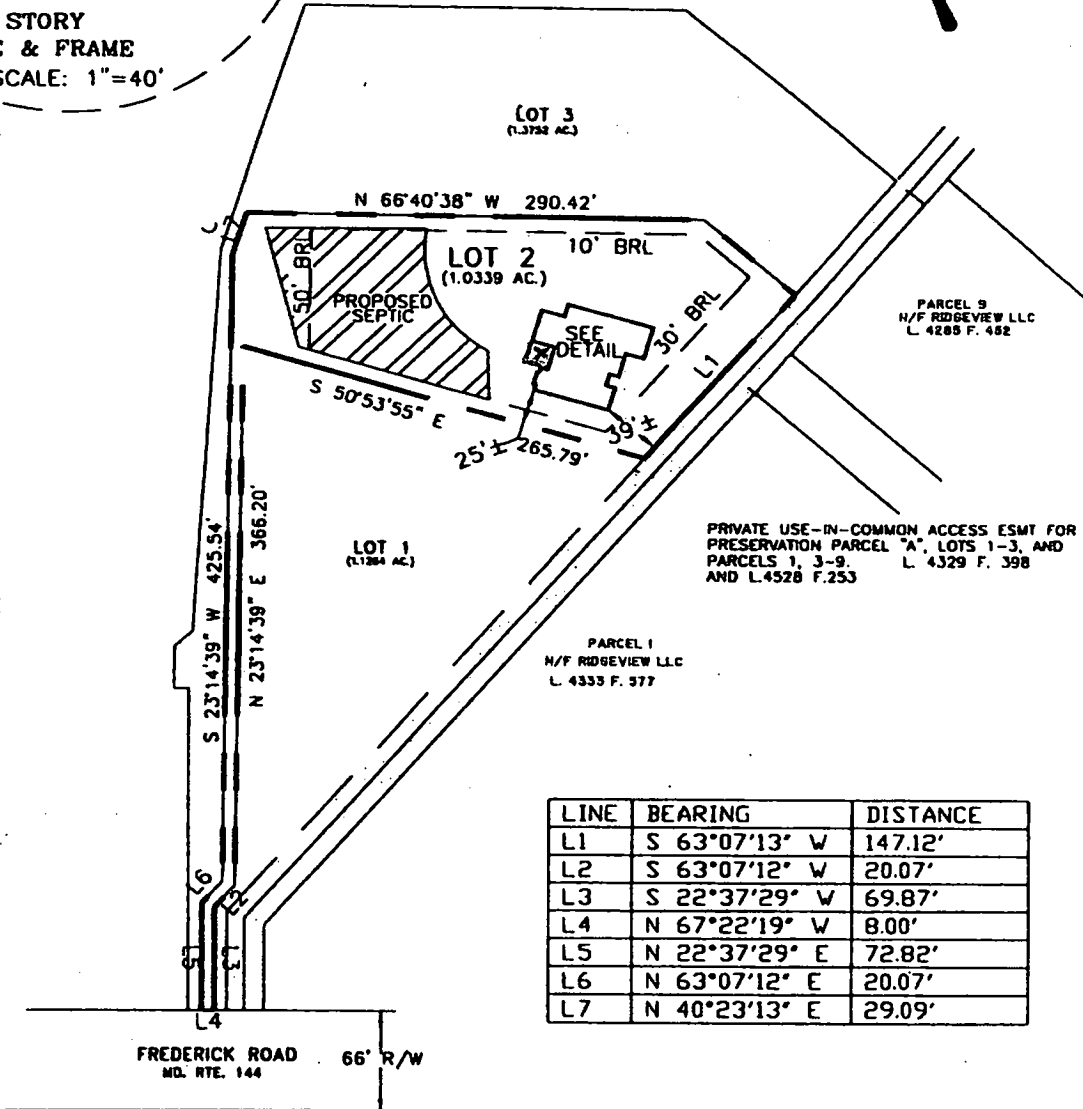 STORY
& FRAME
SCALE: 1"=40'
LOT 3
(1.3752 AC.)
N 66°40'38" W 290.42'
10' BRL
LOT 2
(1.0339 AC.)
50' BRL
PROPOSED
SEPTIC
SEE
DETAIL
30' BRL
L1
L7
PARCEL 9
N/F RIDGEVIEW LLC
L. 4285 F. 452
S 50°53'55" E
265.79'
25'±
39'±
LOT 1
(1.1264 AC.)
S 23°14'39" W 425.54'
N 23°14'39" E 366.20'
PRIVATE USE-IN-COMMON ACCESS ESMT FOR
PRESERVATION PARCEL "A", LOTS 1-3, AND
PARCELS 1, 3-9. L. 4329 F. 398
AND L.4528 F.253
PARCEL 1
N/F RIDGEVIEW LLC
L. 4333 F. 577
L6
L2
L5
L3
L4
LINE BEARING DISTANCE
L1 S 63°07'13" W 147.12'
L2 S 63°07'12" W 20.07'
L3 S 22°37'29" W 69.87'
L4 N 67°22'19" W 8.00'
L5 N 22°37'29" E 72.82'
L6 N 63°07'12" E 20.07'
L7 N 40°23'13" E 29.09'
FREDERICK ROAD
MD. RTE. 144
66' R/W